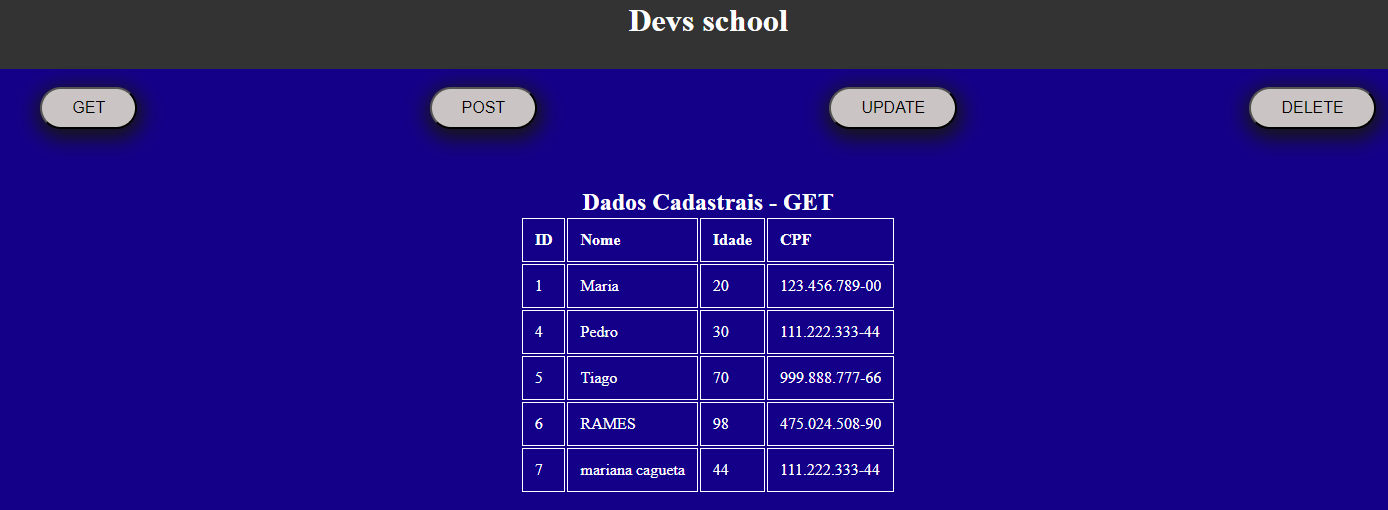 Devs school
GET POST UPDATE DELETE
Dados Cadastrais - GET
ID Nome Idade CPF
1 Maria 20 123.456.789-00
4 Pedro 30 111.222.333-44
5 Tiago 70 999.888.777-66
6 RAMES 98 475.024.508-90
7 mariana cagueta 44 111.222.333-44